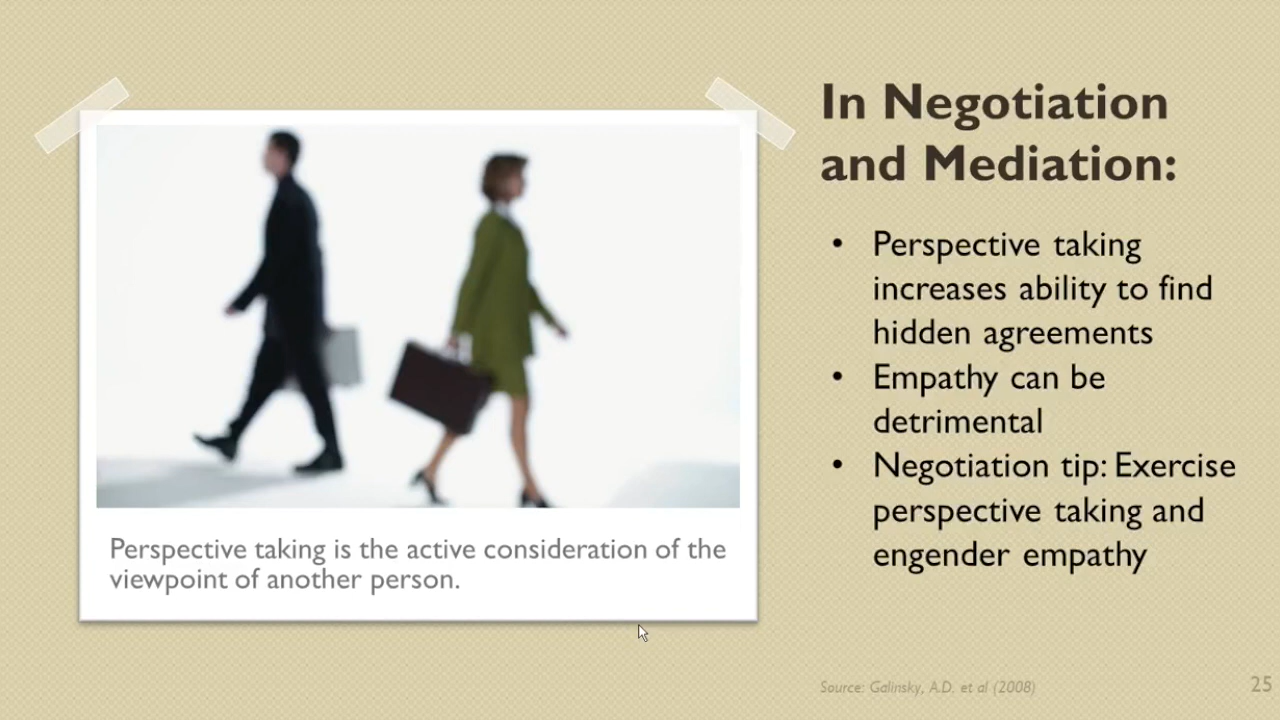 In Negotiation
and Mediation:
• Perspective taking
increases ability to find
hidden agreements
• Empathy can be
detrimental
• Negotiation tip: Exercise
perspective taking and
engender empathy
Perspective taking is the active consideration of the
viewpoint of another person.
Source: Galinsky, A.D. et al (2008)
25